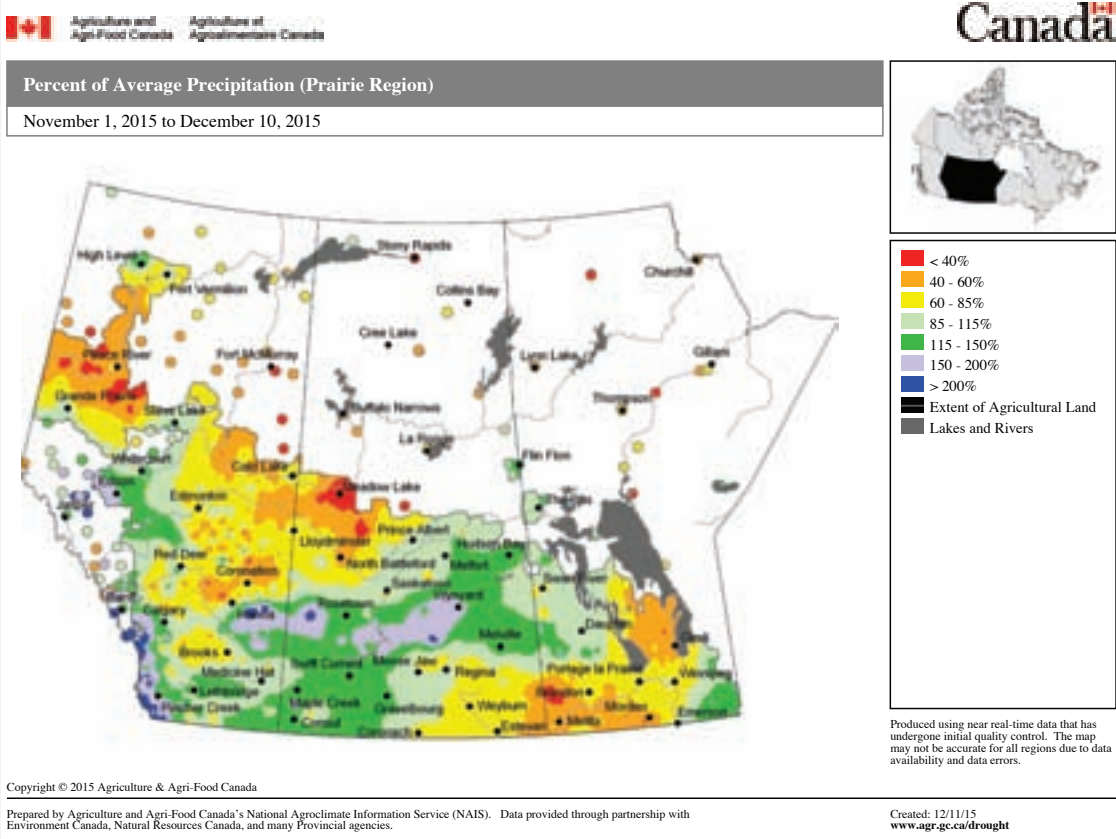 Agriculture and
Agri-Food Canada
Agriculture et
Agroalimentaire Canada
Canada
Percent of Average Precipitation (Prairie Region)
November 1, 2015 to December 10, 2015
Stony Rapids
High Level
Churchill
Fort Vermilion
Collins Bay
Cree Lake
Peace River
Fort McMurray
Lynn Lake
Gillam
Grande Prairie
Thompson
Slave Lake
Buffalo Narrows
La Ronge
Flin Flon
Whitecourt
Cold Lake
Edson
Meadow Lake
Edmonton
Jasper
The Pas
Prince Albert
Lloydminster
Hudson Bay
Red Deer
North Battleford
Melfort
Coronation
Saskatoon
Swan River
Banff
Wynyard
Calgary
Hanna
Rosetown
Dauphin
Melville
Gimli
Brooks
Swift Current
Moose Jaw
Medicine Hat
Regina
Portage la Prairie
Winnipeg
Lethbridge
Brandon
Pincher Creek
Maple Creek
Assiniboia
Weyburn
Morden
Emerson
Consul
Estevan
Melita
Coronach
< 40%
40 - 60%
60 - 85%
85 - 115%
115 - 150%
150 - 200%
> 200%
Extent of Agricultural Land
Lakes and Rivers
Produced using near real-time data that has
undergone initial quality control. The map
may not be accurate for all regions due to data
availability and data errors.
Copyright © 2015 Agriculture & Agri-Food Canada
Prepared by Agriculture and Agri-Food Canada's National Agroclimate Information Service (NAIS). Data provided through partnership with
Environment Canada, Natural Resources Canada, and many Provincial agencies.
Created: 12/11/15
www.agr.gc.ca/drought